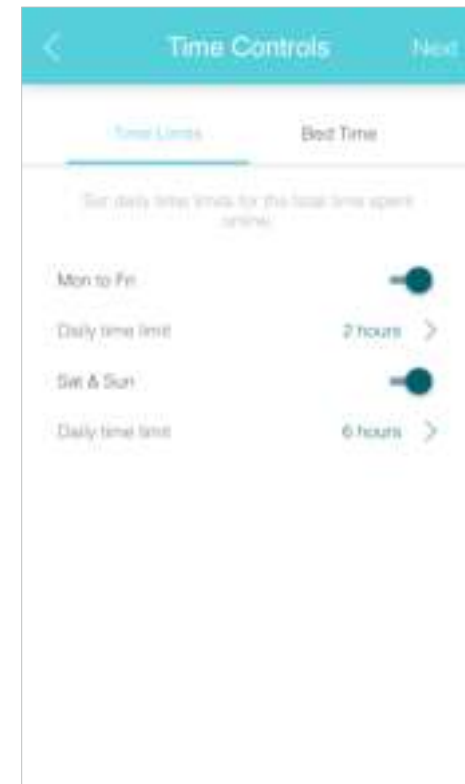 Time Controls Next
Time Limits Bed Time
Set daily time limits for the total time spent
online.
Mon to Fri
Daily time limit 2 hours
Sat & Sun
Daily time limit 6 hours